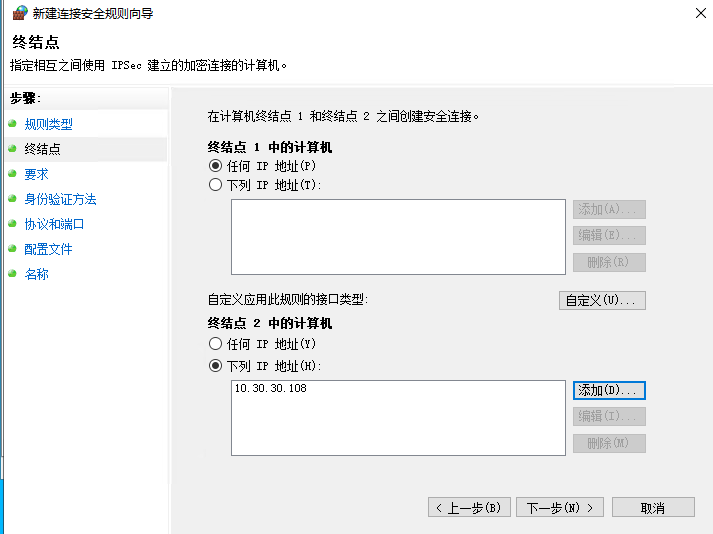 新建连接安全规则向导
终结点
指定相互之间使用 IPSec 建立的加密连接的计算机。
步骤:
规则类型
终结点
要求
身份验证方法
协议和端口
配置文件
名称
在计算机终结点 1 和终结点 2 之间创建安全连接。
终结点 1 中的计算机
任何 IP 地址(P)
下列 IP 地址(T):
添加(A)...
编辑(E)...
删除(R)
自定义应用此规则的接口类型:
自定义(U)...
终结点 2 中的计算机
任何 IP 地址(Y)
下列 IP 地址(H):
10.30.30.108
添加(D)...
编辑(I)...
删除(M)
< 上一步(B)
下一步(N) >
取消